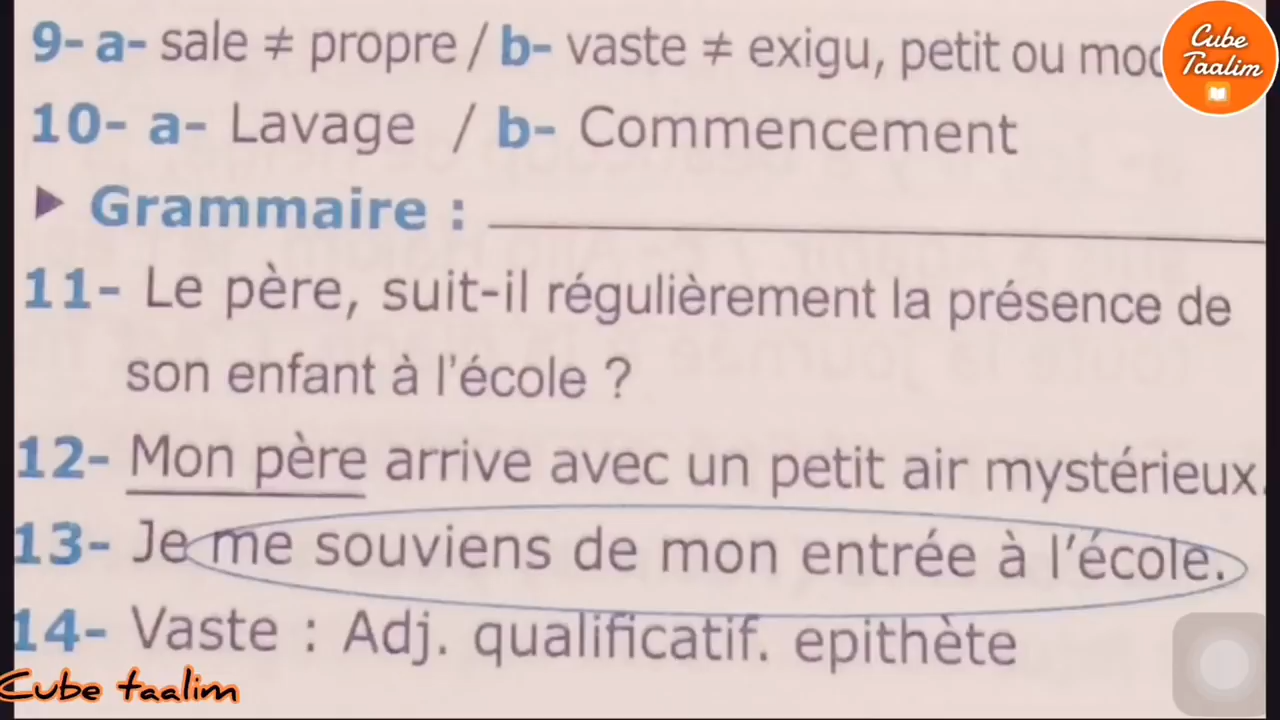 9- a- sale ≠ propre / b- vaste ≠ exigu, petit ou
10- a- Lavage / b- Commencement
► Grammaire :
11- Le père, suit-il régulièrement la présence de
son enfant à l'école ?
12- Mon père arrive avec un petit air mystérieux.
13- Je me souviens de mon entrée à l'école.
14- Vaste : Adj. qualificatif. epithète
Cube taalim
Cube
Taalim